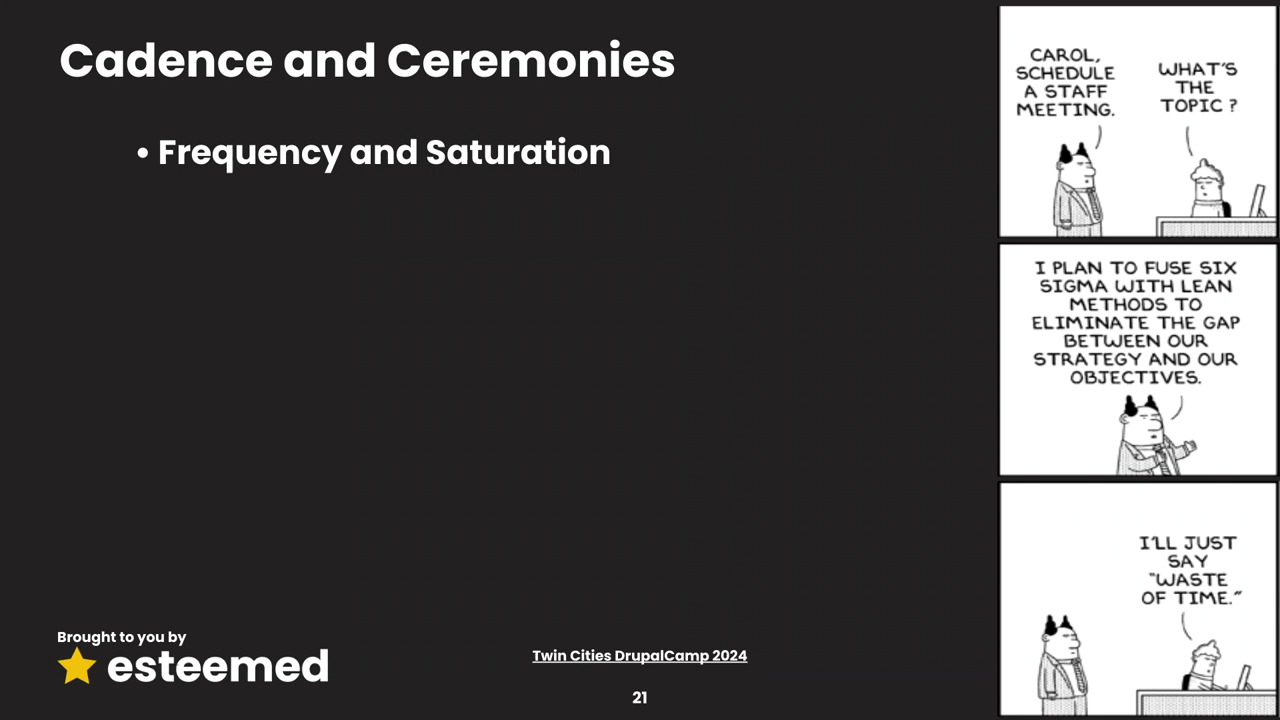 Cadence and Ceremonies
• Frequency and Saturation
CAROL,
SCHEDULE
A STAFF
MEETING.
WHAT'S
THE
TOPIC ?
I PLAN TO FUSE SIX
SIGMA WITH LEAN
METHODS TO
ELIMINATE THE GAP
BETWEEN OUR
STRATEGY AND OUR
OBJECTIVES.
I'LL JUST
SAY
"WASTE
OF TIME."
Brought to you by
esteemed
Twin Cities DrupalCamp 2024
21